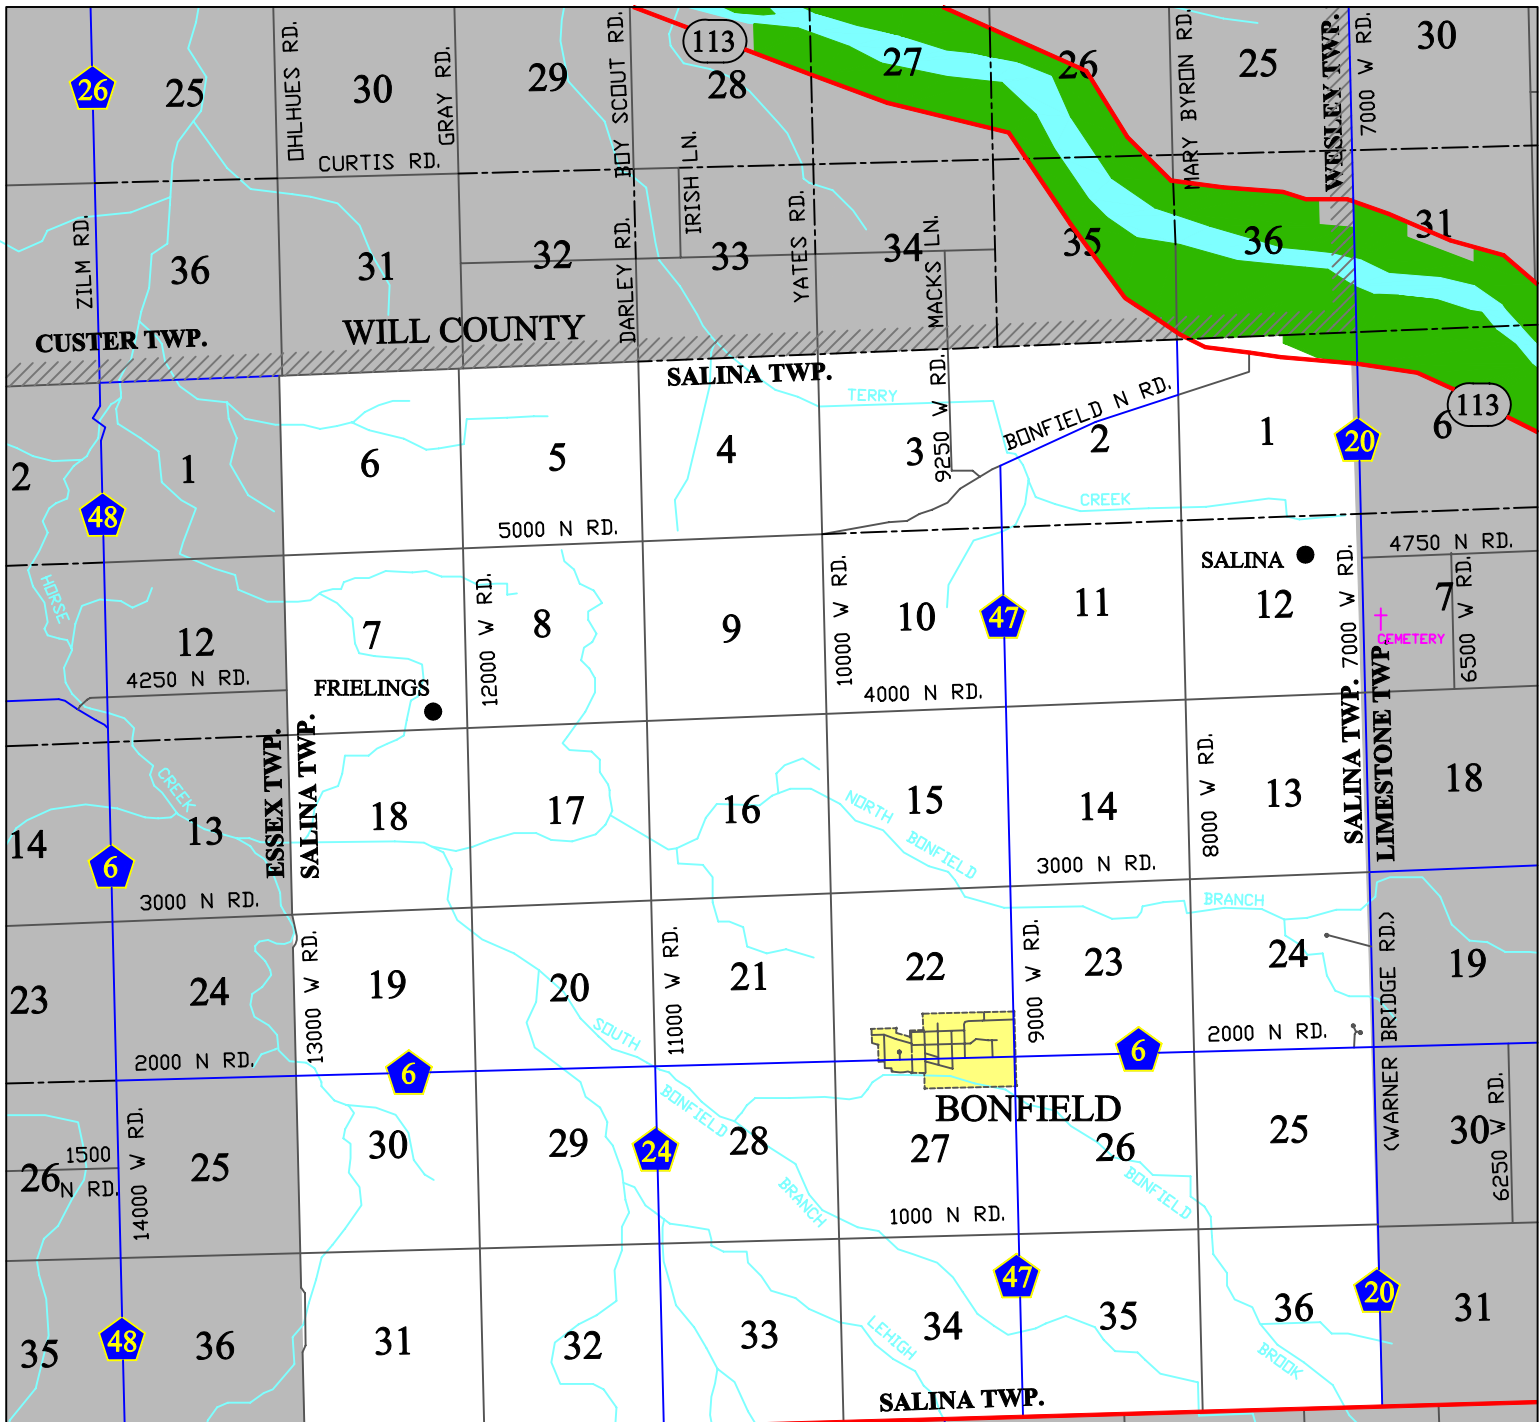 OHLHUES RD.
GRAY RD.
BOY SCOUT RD.
113
27
26
MARY BYRON RD.
25
WESLEY TWP.
7000 W RD.
30
26
25
30
29
28
CURTIS RD.
IRISH LN.
ZILM RD.
36
31
32
DARLEY RD.
33
YATES RD.
34
MACKS LN.
35
36
31
CUSTER TWP.
WILL COUNTY
SALINA TWP.
TERRY
9250 W RD.
BONFIELD N RD.
113
2
1
6
5
4
3
2
1
20
6
48
5000 N RD.
CREEK
4750 N RD.
SALINA
HORSE
12
7
12000 W RD.
8
9
10000 W RD.
10
47
11
12
7000 W RD.
7
6500 W RD.
CEMETERY
4250 N RD.
FRIELINGS
4000 N RD.
ESSEX TWP.
SALINA TWP.
SALINA TWP.
LIMESTONE TWP.
CREEK
14
13
18
17
16
NORTH
15
BONFIELD
14
8000 W RD.
13
18
6
3000 N RD.
3000 N RD.
BRANCH
23
24
13000 W RD.
19
20
11000 W RD.
21
22
9000 W RD.
23
24
(WARNER BRIDGE RD.)
19
SOUTH
2000 N RD.
2000 N RD.
6
6
BONFIELD
BONFIELD
1500
N RD.
26
14000 W RD.
25
30
29
24
28
27
26
25
30
6250 W RD.
BRANCH
BONFIELD
1000 N RD.
47
20
35
48
36
31
32
33
LEHIGH
34
35
36
BROOK
31
SALINA TWP.